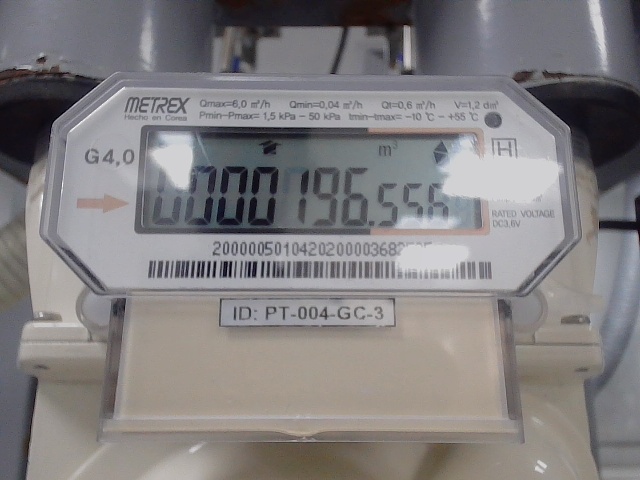 METREX
Hecho en Corea
Qmax=6,0 m³/h Qmin=0,04 m³/h Qt=0,6 m³/h V=1,2 dm³
Pmin-Pmax= 1,5 kPa - 50 kPa tmin-tmax= -10°C - +55°C
G4,0
m³
H
0000196.556
RATED VOLTAGE
DC3,6V
ID: PT-004-GC-3